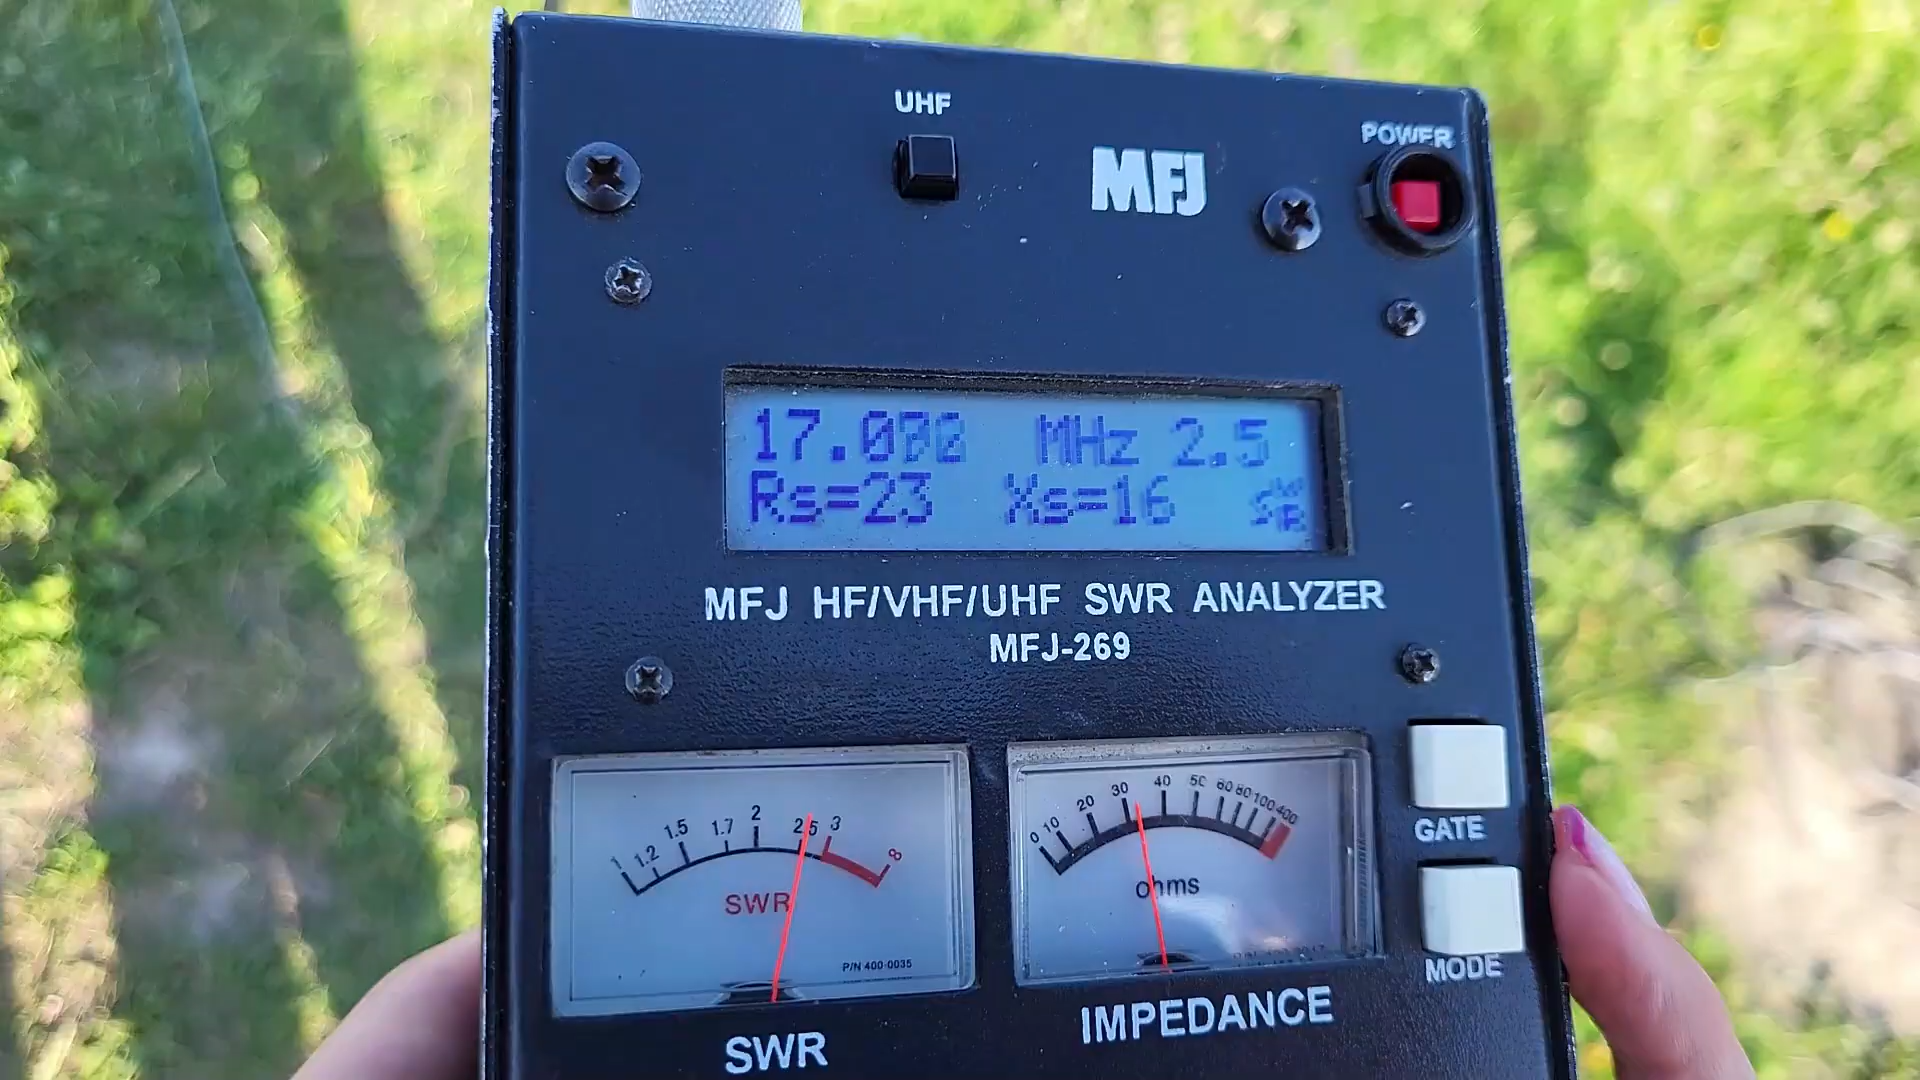 UHF
POWER
MFJ
MHz 2.5
Rs=23 Xs=16 SWR
MFJ HF/VHF/UHF SWR ANALYZER
MFJ-269
1 1.2 1.5 1.7 2 2.5 3 8
SWR
P/N 400-0035
0 10 20 30 40 50 60 80 100 400
ohms
GATE
MODE
SWR
IMPEDANCE